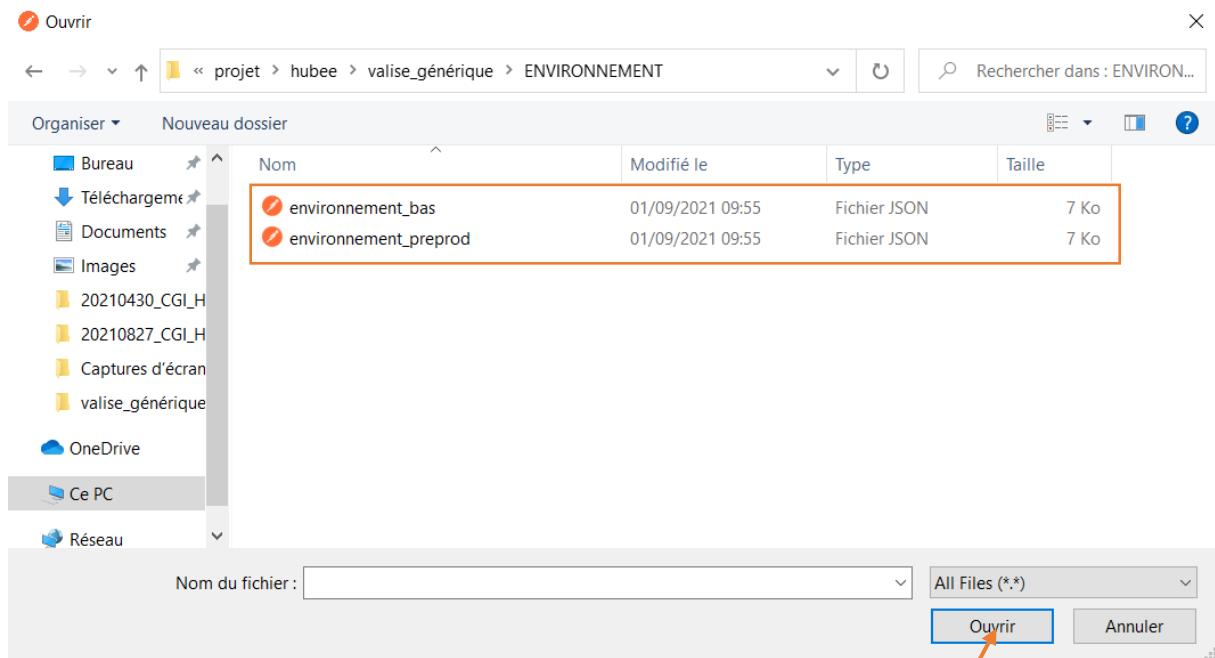 Ouvrir
« projet > hubee > valise_générique > ENVIRONNEMENT
Rechercher dans : ENVIRON...
Organiser
Nouveau dossier
Bureau
Téléchargeme
Documents
Images
20210430_CGI_H
20210827_CGI_H
Captures d'écran
valise_générique
OneDrive
Ce PC
Réseau
Nom Modifié le Type Taille
environnement_bas 01/09/2021 09:55 Fichier JSON 7 Ko
environnement_preprod 01/09/2021 09:55 Fichier JSON 7 Ko
Nom du fichier :
All Files (*.*)
Ouvrir Annuler